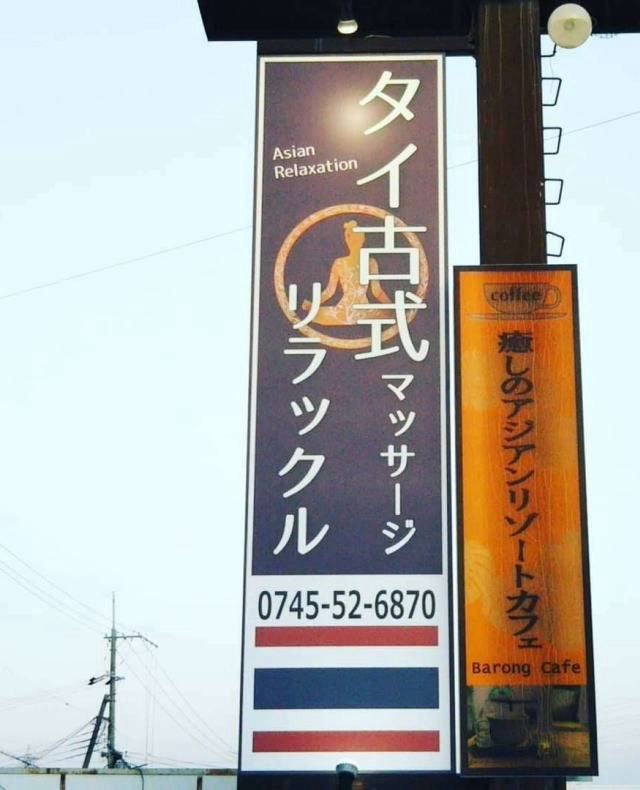 Asian
Relaxation
タイ古式マッサージ
リラックル
0745-52-6870
coffee
癒しのアジアンリゾートカフェ
Barong Cafe